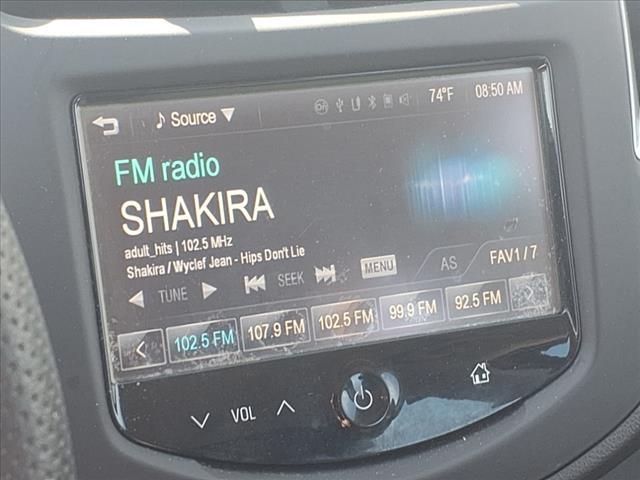 Source 74°F 08:50 AM
FM radio
SHAKIRA
adult_hits | 102.5 MHz
Shakira / Wyclef Jean - Hips Don't Lie
TUNE SEEK MENU AS FAV1 / 7
102.5 FM 107.9 FM 102.5 FM 99.9 FM 92.5 FM
VOL